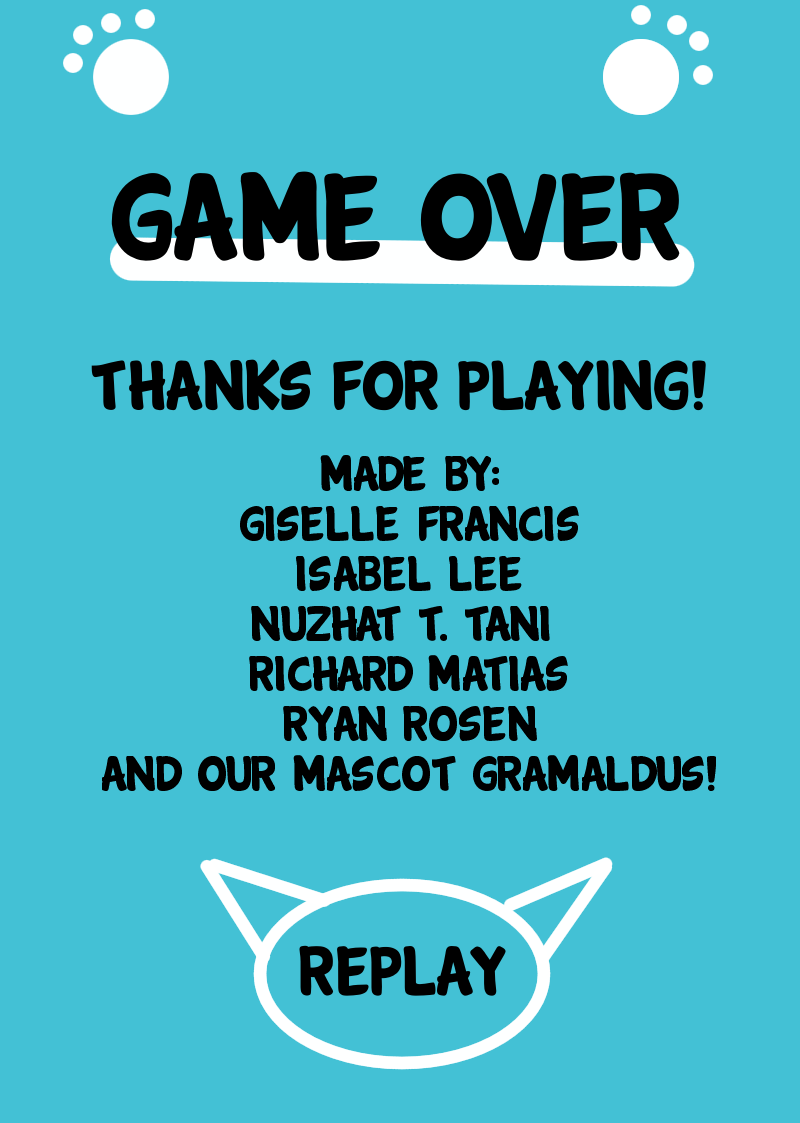 GAME OVER
THANKS FOR PLAYING!
MADE BY:
GISELLE FRANCIS
ISABEL LEE
NUZHAT T. TANI
RICHARD MATIAS
RYAN ROSEN
AND OUR MASCOT GRAMALDUS!
REPLAY